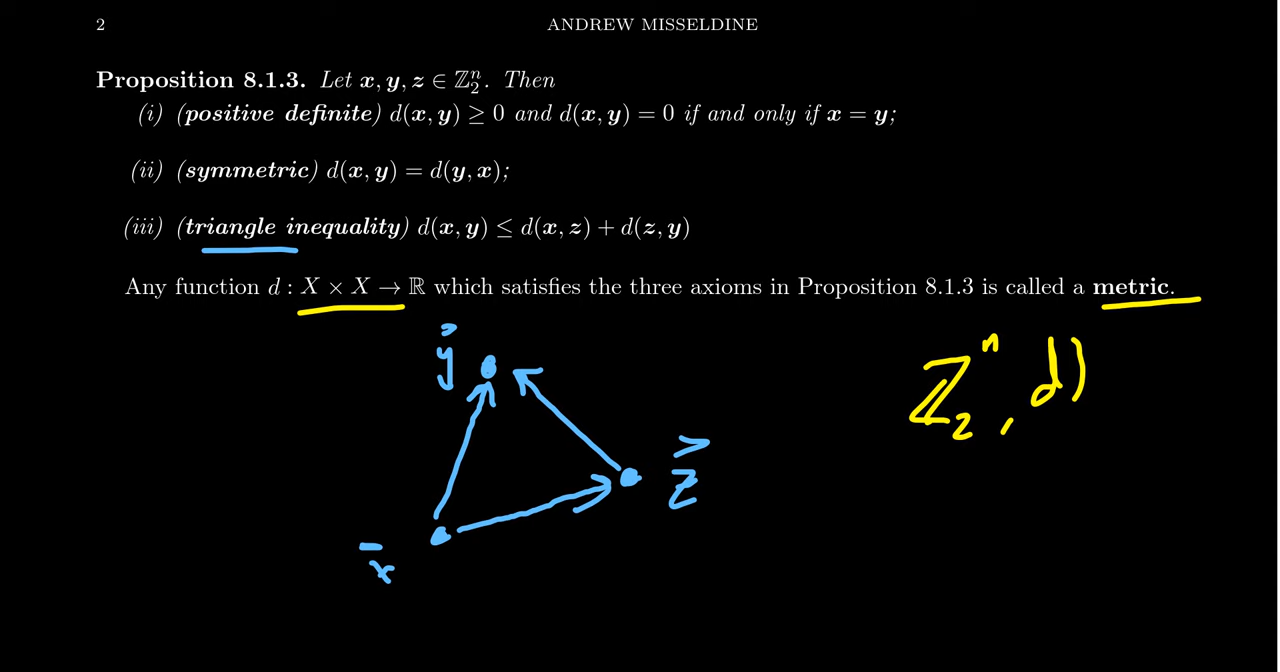 2 ANDREW MISSELDINE
Proposition 8.1.3. Let x, y, z ∈ ℤ₂ⁿ. Then
(i) (positive definite) d(x, y) ≥ 0 and d(x, y) = 0 if and only if x = y;
(ii) (symmetric) d(x, y) = d(y, x);
(iii) (triangle inequality) d(x, y) ≤ d(x, z) + d(z, y)
Any function d : X × X → ℝ which satisfies the three axioms in Proposition 8.1.3 is called a metric.
y⃗
ℤ₂ⁿ, d)
z⃗
x̄